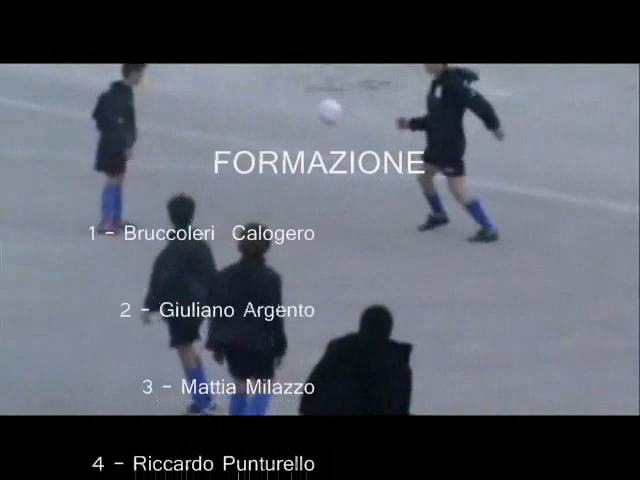 FORMAZIONE
1 - Bruccoleri Calogero
2 - Giuliano Argento
3 - Mattia Milazzo
4 - Riccardo Punturello